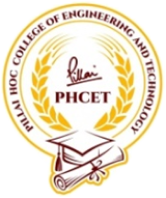 PILLAI HOC COLLEGE OF ENGINEERING AND TECHNOLOGY
Pillai
PHCET